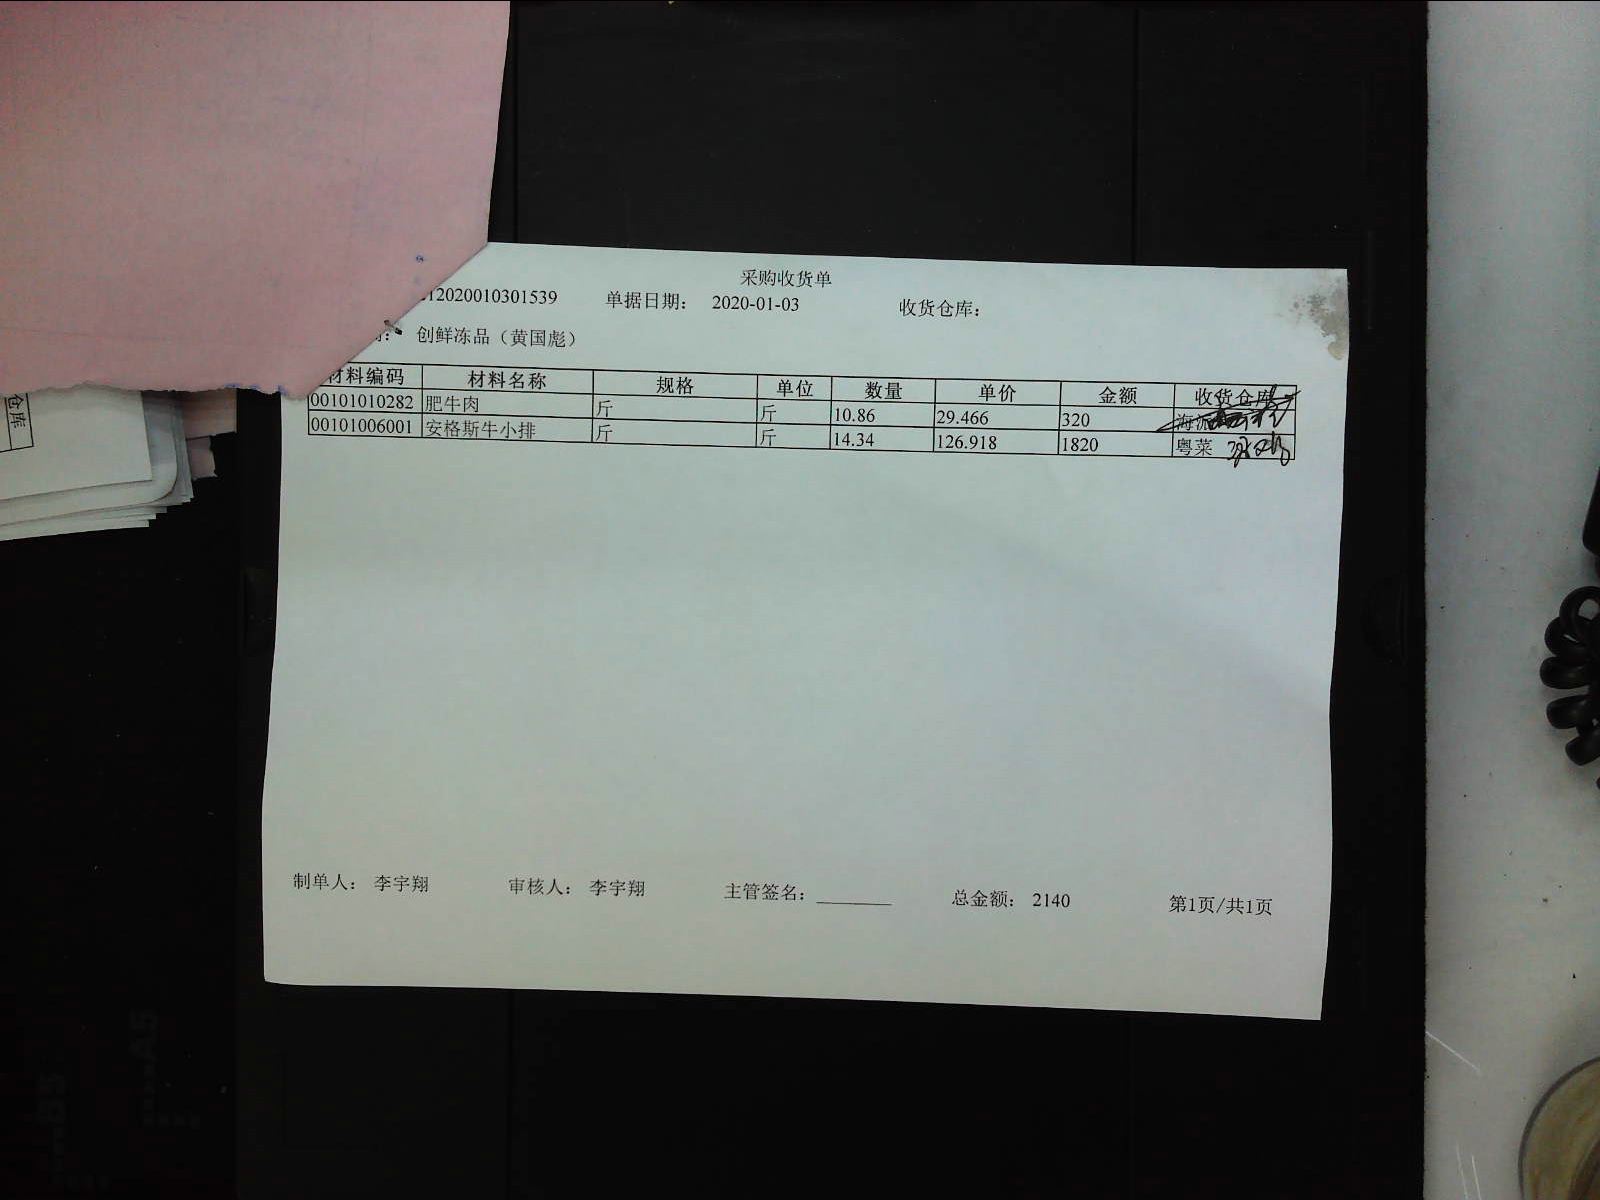 采购收货单
12020010301539 单据日期： 2020-01-03 收货仓库：
创鲜冻品（黄国彪）
材料编码 材料名称 规格 单位 数量 单价 金额 收货仓库
00101010282 肥牛肉 斤 斤 10.86 29.466 320 海派
00101006001 安格斯牛小排 斤 斤 14.34 126.918 1820 粤菜
制单人： 李宇翔 审核人： 李宇翔 主管签名：________ 总金额： 2140 第1页/共1页
仓库
A5
B5